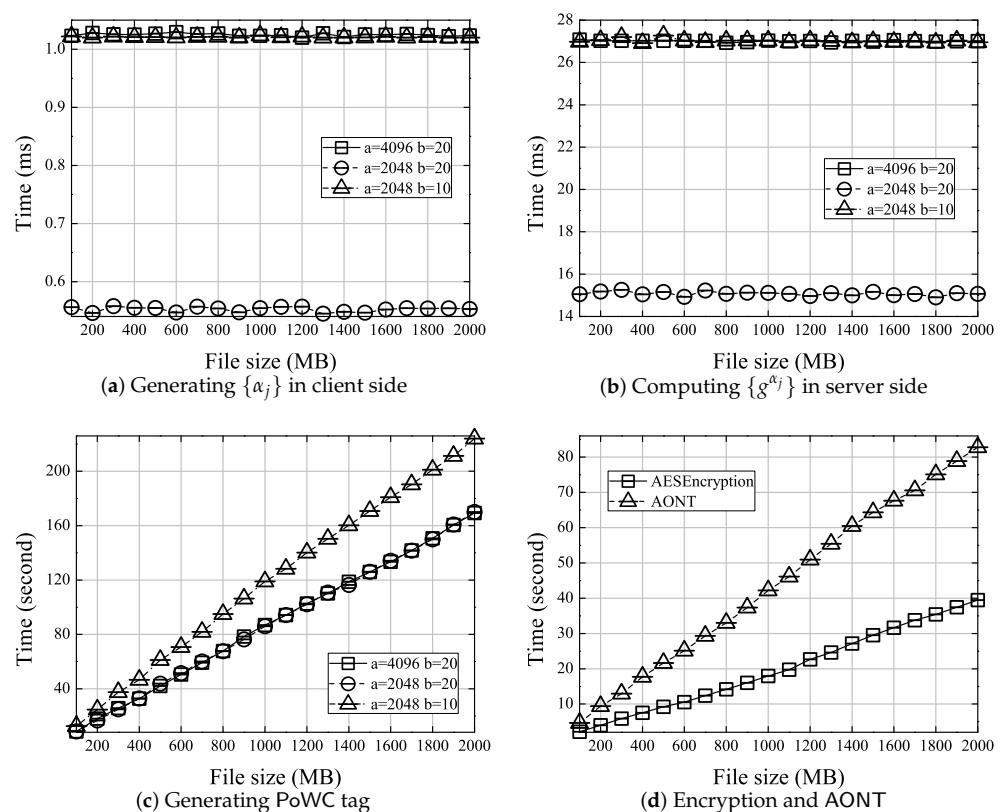 1.0
0.9
0.8
0.7
0.6
Time (ms)
a=4096 b=20
a=2048 b=20
a=2048 b=10
200 400 600 800 1000 1200 1400 1600 1800 2000
File size (MB)
(a) Generating {α_j} in client side
28
26
24
22
20
18
16
14
Time (ms)
a=4096 b=20
a=2048 b=20
a=2048 b=10
200 400 600 800 1000 1200 1400 1600 1800 2000
File size (MB)
(b) Computing {g^{α_j}} in server side
200
160
120
80
40
Time (second)
a=4096 b=20
a=2048 b=20
a=2048 b=10
200 400 600 800 1000 1200 1400 1600 1800 2000
File size (MB)
(c) Generating PoWC tag
80
70
60
50
40
30
20
10
Time (second)
AESEncryption
AONT
200 400 600 800 1000 1200 1400 1600 1800 2000
File size (MB)
(d) Encryption and AONT